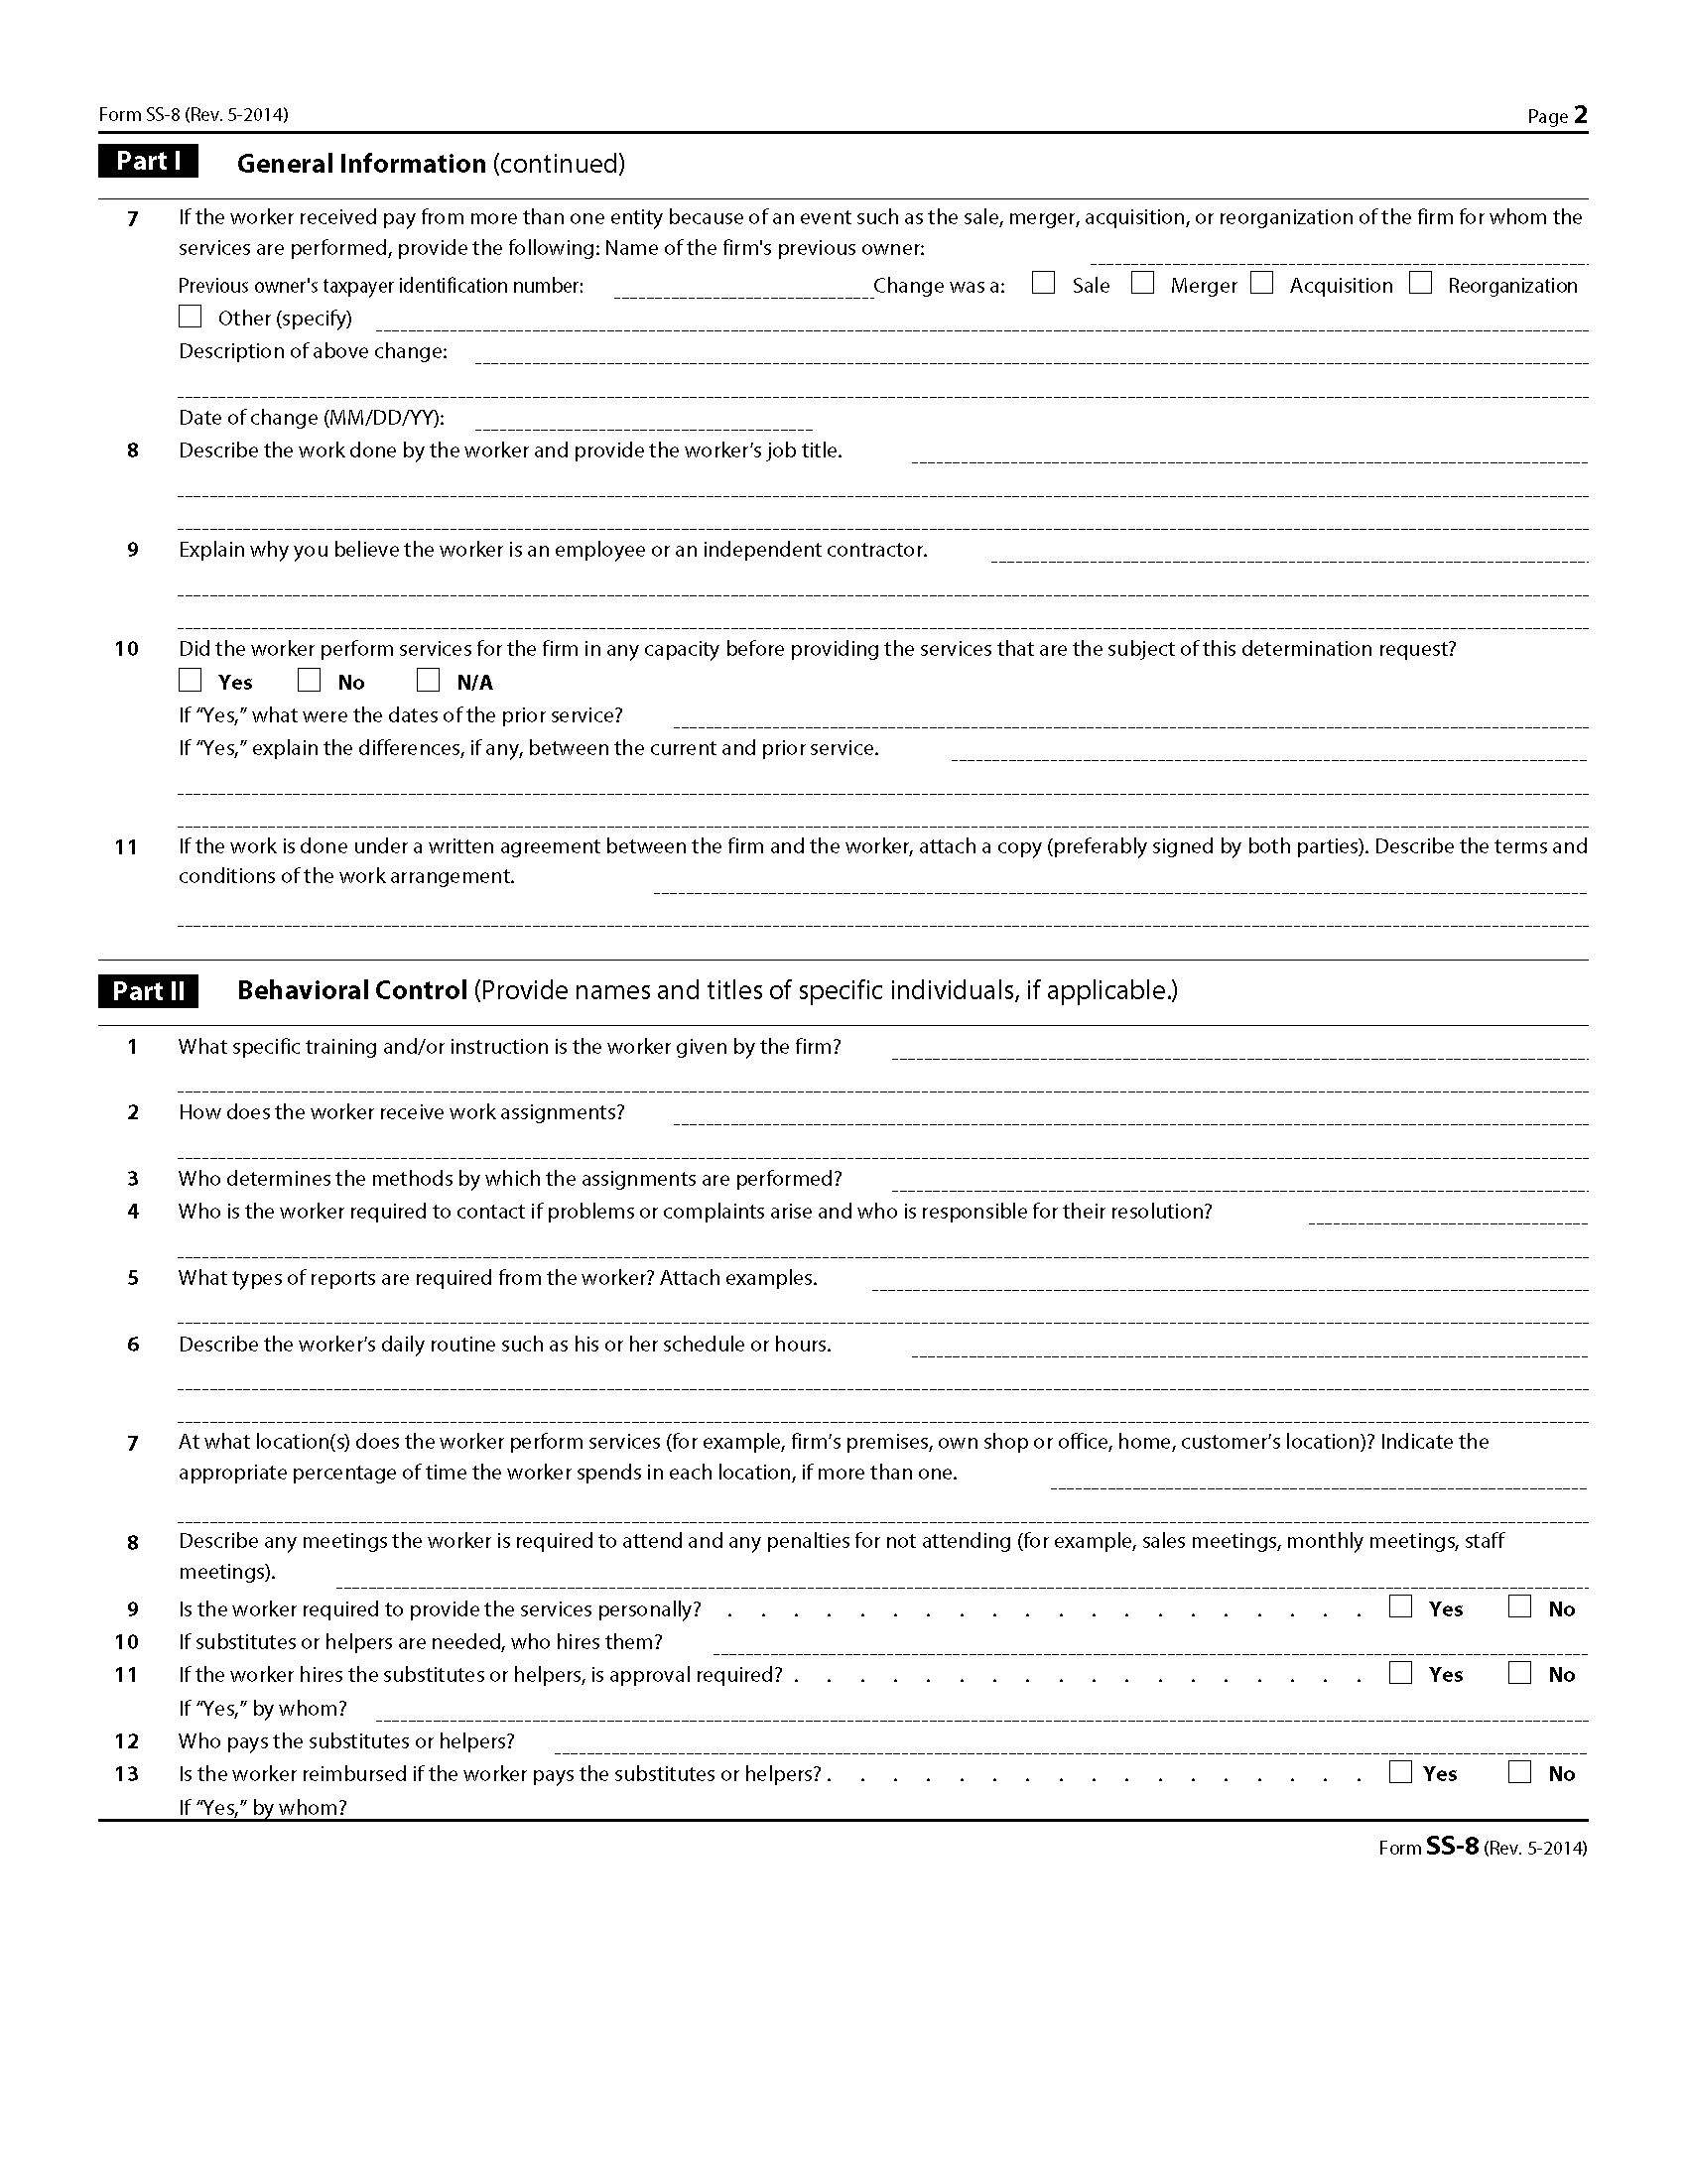 Form SS-8 (Rev. 5-2014) Page 2
Part I General Information (continued)
7 If the worker received pay from more than one entity because of an event such as the sale, merger, acquisition, or reorganization of the firm for whom the
services are performed, provide the following: Name of the firm's previous owner:
Previous owner's taxpayer identification number: Change was a: Sale Merger Acquisition Reorganization
Other (specify)
Description of above change:
Date of change (MM/DD/YY):
8 Describe the work done by the worker and provide the worker’s job title.
9 Explain why you believe the worker is an employee or an independent contractor.
10 Did the worker perform services for the firm in any capacity before providing the services that are the subject of this determination request?
Yes No N/A
If “Yes,” what were the dates of the prior service?
If “Yes,” explain the differences, if any, between the current and prior service.
11 If the work is done under a written agreement between the firm and the worker, attach a copy (preferably signed by both parties). Describe the terms and
conditions of the work arrangement.
Part II Behavioral Control (Provide names and titles of specific individuals, if applicable.)
1 What specific training and/or instruction is the worker given by the firm?
2 How does the worker receive work assignments?
3 Who determines the methods by which the assignments are performed?
4 Who is the worker required to contact if problems or complaints arise and who is responsible for their resolution?
5 What types of reports are required from the worker? Attach examples.
6 Describe the worker’s daily routine such as his or her schedule or hours.
7 At what location(s) does the worker perform services (for example, firm’s premises, own shop or office, home, customer’s location)? Indicate the
appropriate percentage of time the worker spends in each location, if more than one.
8 Describe any meetings the worker is required to attend and any penalties for not attending (for example, sales meetings, monthly meetings, staff
meetings).
9 Is the worker required to provide the services personally? . . . . . . . . . . . . . . . . . . . . Yes No
10 If substitutes or helpers are needed, who hires them?
11 If the worker hires the substitutes or helpers, is approval required? . . . . . . . . . . . . . . . . . . Yes No
If “Yes,” by whom?
12 Who pays the substitutes or helpers?
13 Is the worker reimbursed if the worker pays the substitutes or helpers? . . . . . . . . . . . . . . . . . Yes No
If “Yes,” by whom?
Form SS-8 (Rev. 5-2014)